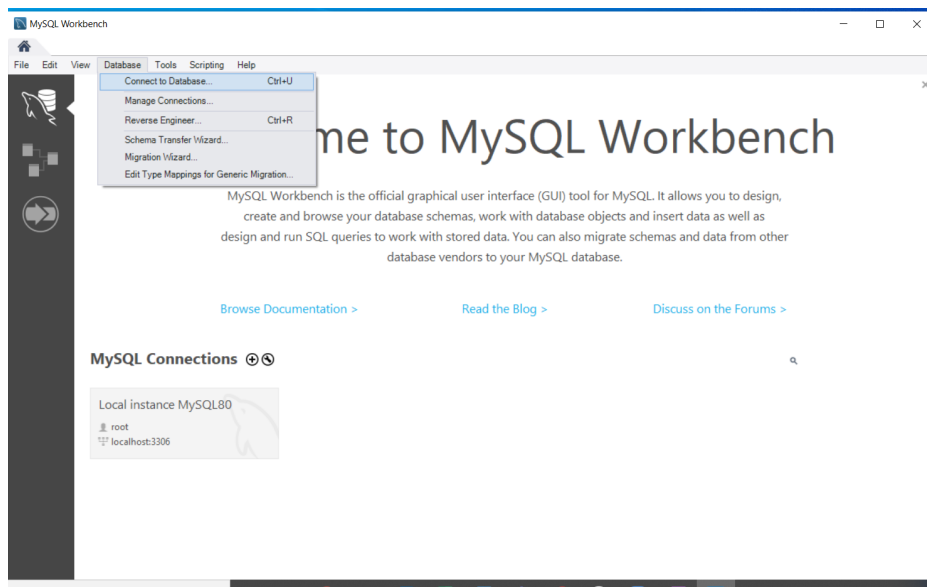 MySQL Workbench
File Edit View Database Tools Scripting Help
Connect to Database... Ctrl+U
Manage Connections...
Reverse Engineer... Ctrl+R
Schema Transfer Wizard...
Migration Wizard...
Edit Type Mappings for Generic Migration...
me to MySQL Workbench
MySQL Workbench is the official graphical user interface (GUI) tool for MySQL. It allows you to design,
create and browse your database schemas, work with database objects and insert data as well as
design and run SQL queries to work with stored data. You can also migrate schemas and data from other
database vendors to your MySQL database.
Browse Documentation > Read the Blog > Discuss on the Forums >
MySQL Connections
Local instance MySQL80
root
localhost:3306